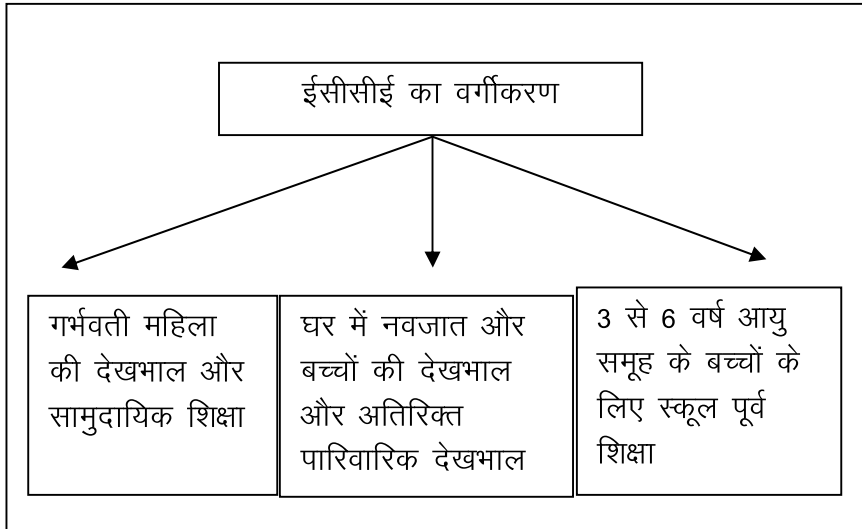 ईसीसीई का वर्गीकरण
गर्भवती महिला
की देखभाल और
सामुदायिक शिक्षा
घर में नवजात और
बच्चों की देखभाल
और अतिरिक्त
पारिवारिक देखभाल
3 से 6 वर्ष आयु
समूह के बच्चों के
लिए स्कूल पूर्व
शिक्षा